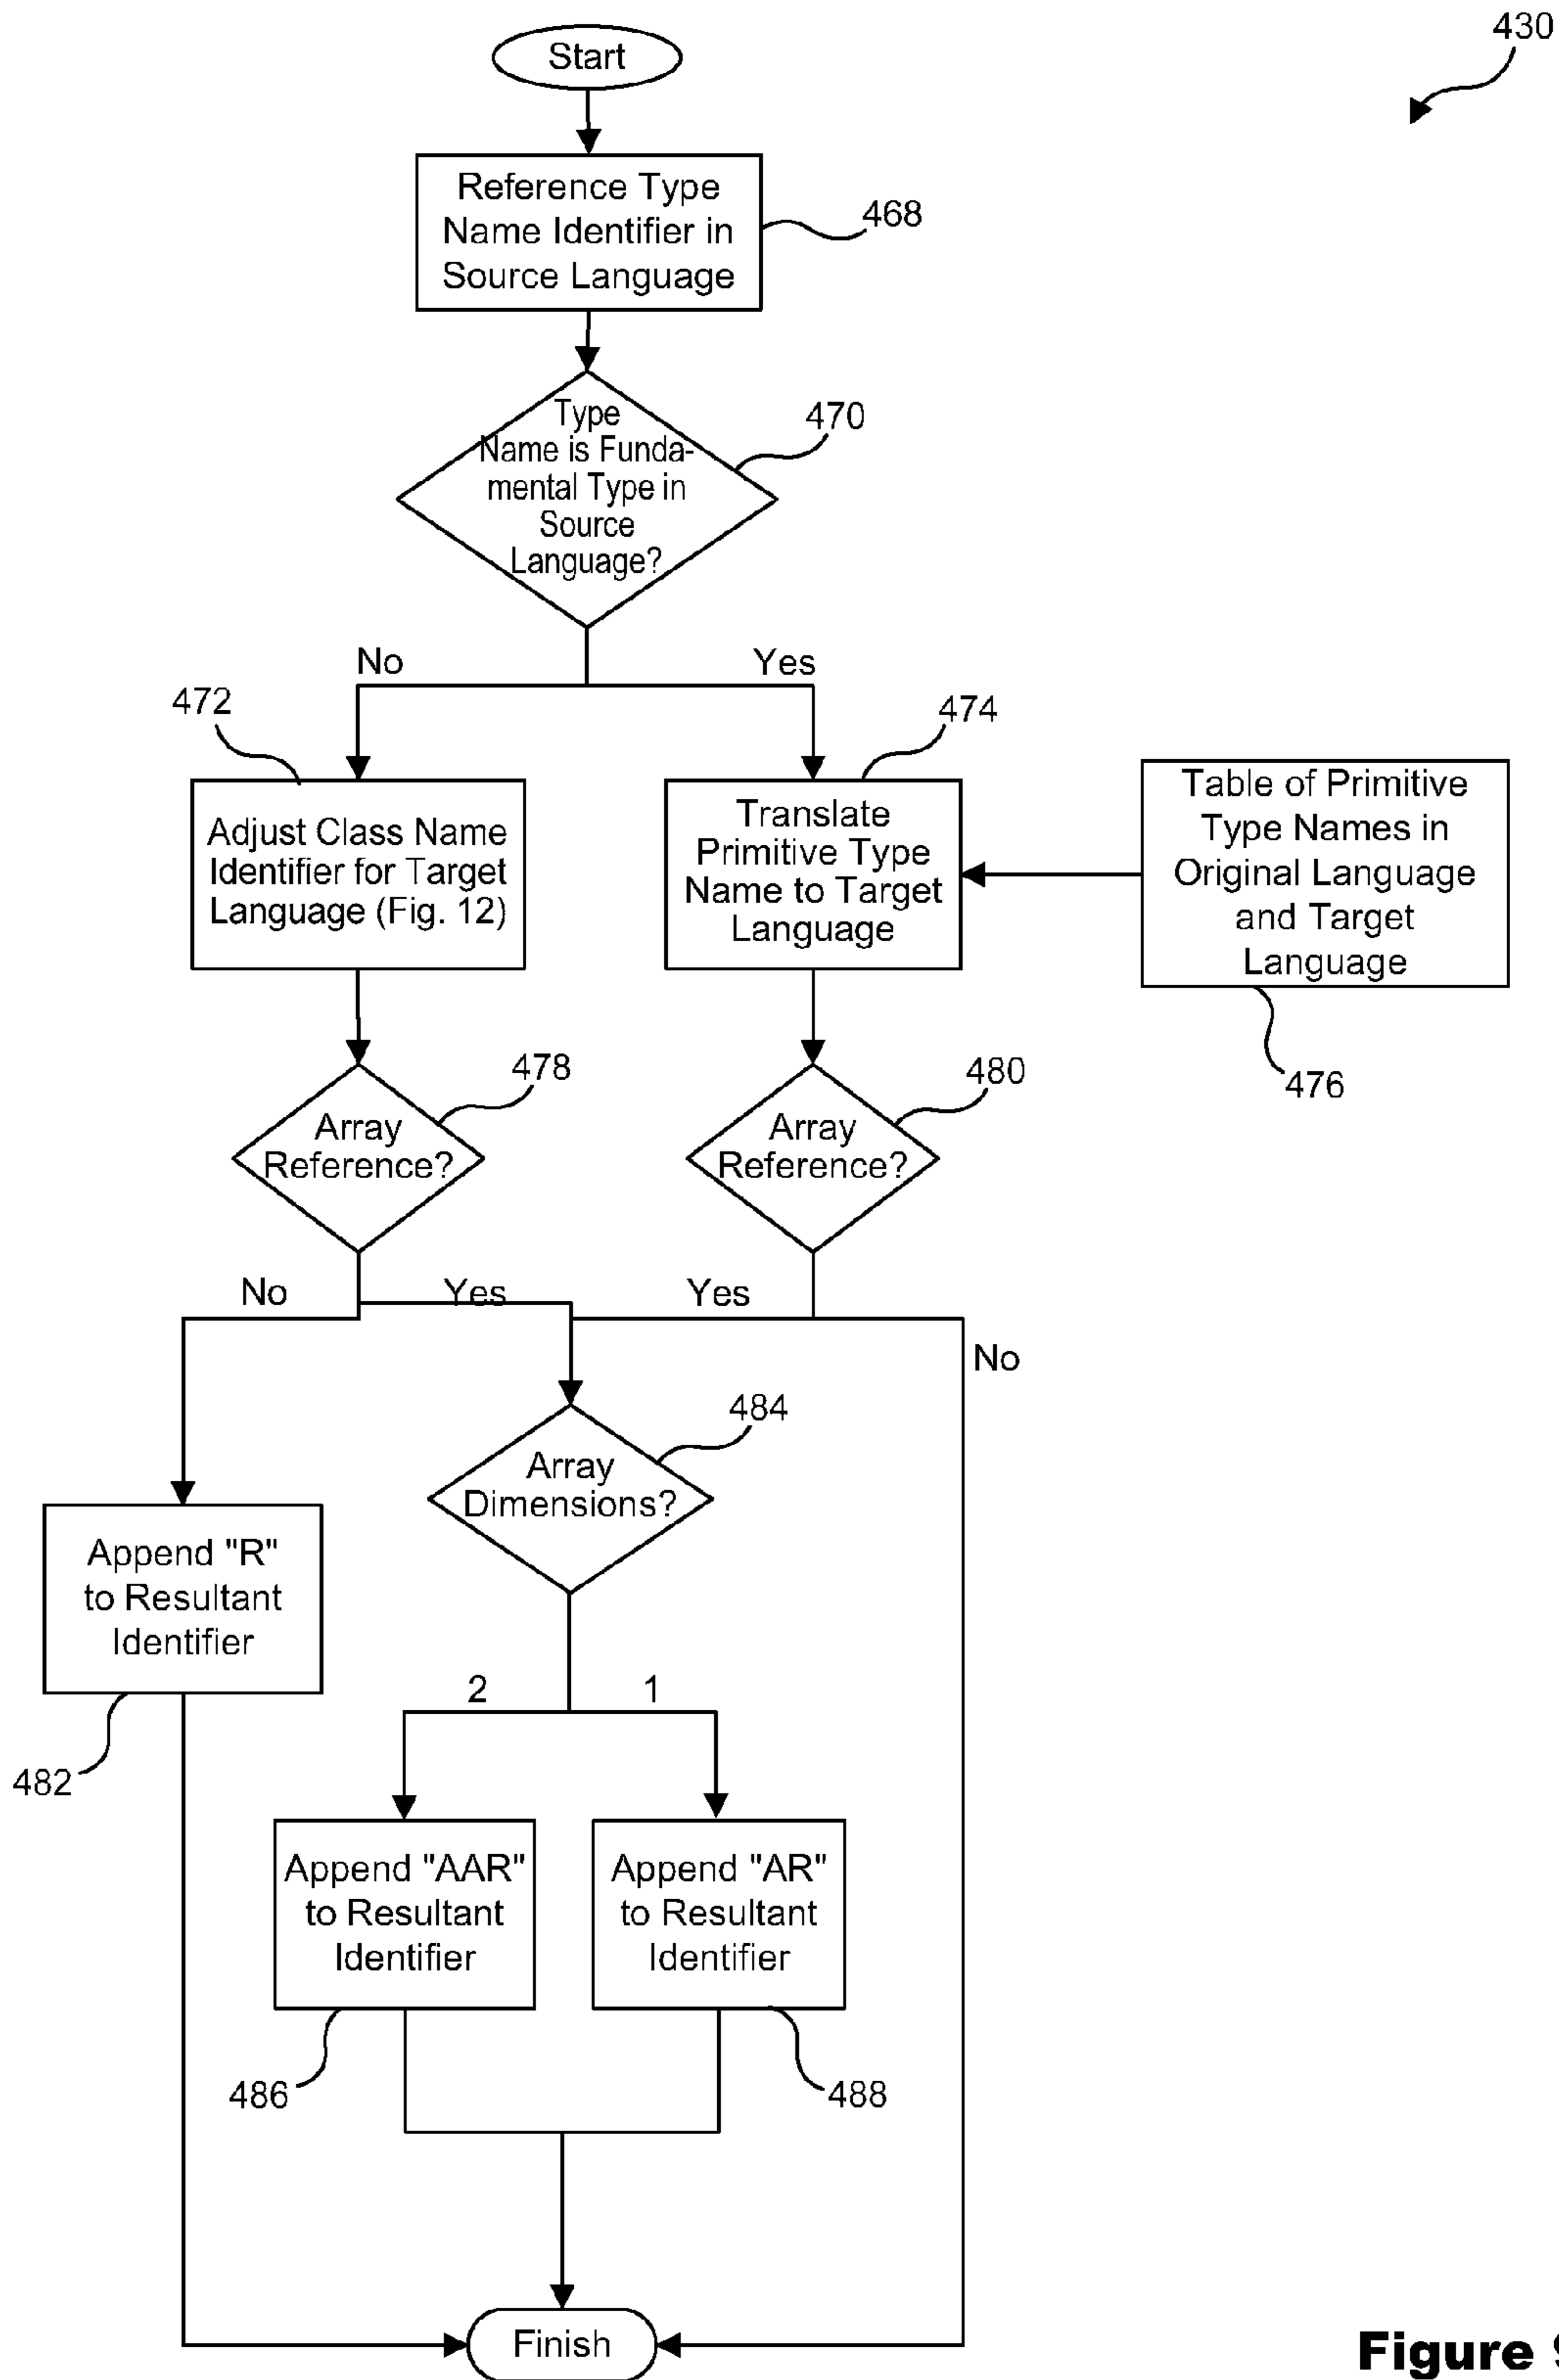 430
Start
Reference Type
Name Identifier in
Source Language
468
Type
Name is Funda-
mental Type in
Source
Language?
470
No
Yes
472
474
Adjust Class Name
Identifier for Target
Language (Fig. 12)
Translate
Primitive Type
Name to Target
Language
Table of Primitive
Type Names in
Original Language
and Target
Language
476
478
480
Array
Reference?
Array
Reference?
No
Yes
Yes
No
484
Array
Dimensions?
Append "R"
to Resultant
Identifier
482
2
1
Append "AAR"
to Resultant
Identifier
Append "AR"
to Resultant
Identifier
486
488
Finish
Figure 9